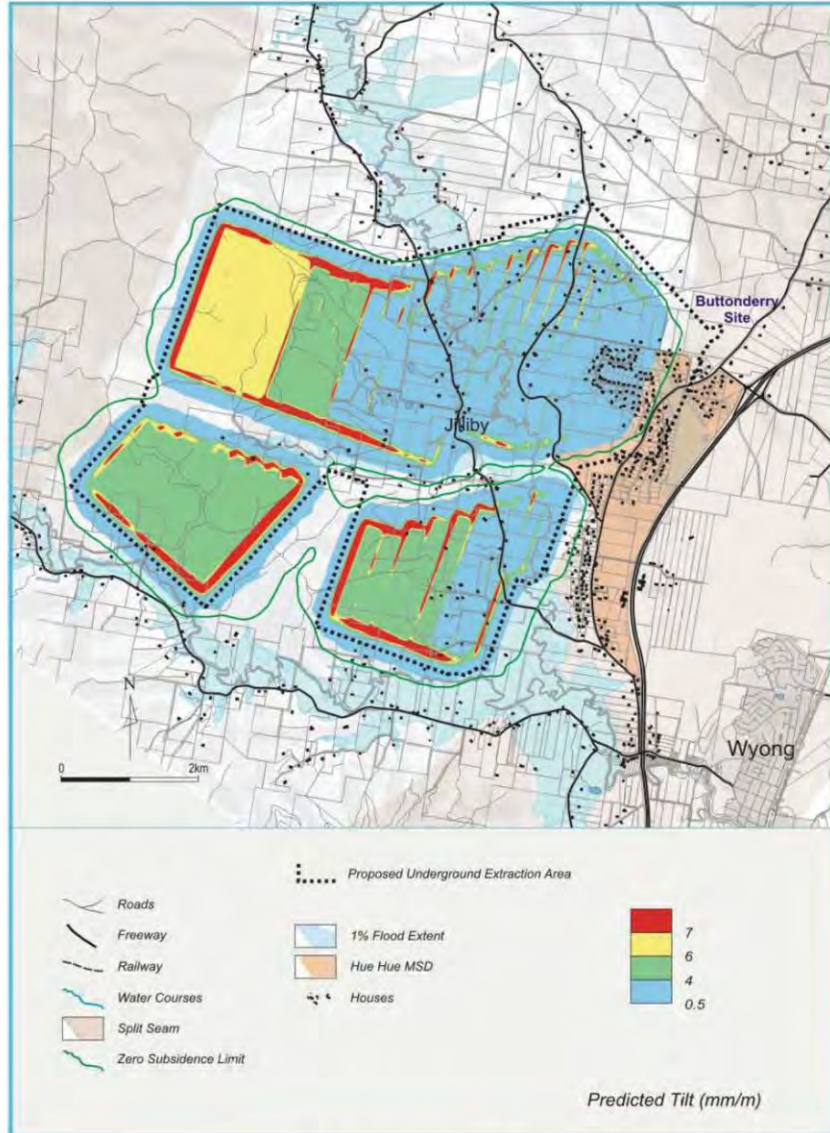 Buttonderry
Site
Jilliby
N
0
2km
Wyong
Proposed Underground Extraction Area
Roads
Freeway
1% Flood Extent
Railway
Hue Hue MSD
Water Courses
Houses
Split Seam
Zero Subsidence Limit
7
6
4
0.5
Predicted Tilt (mm/m)